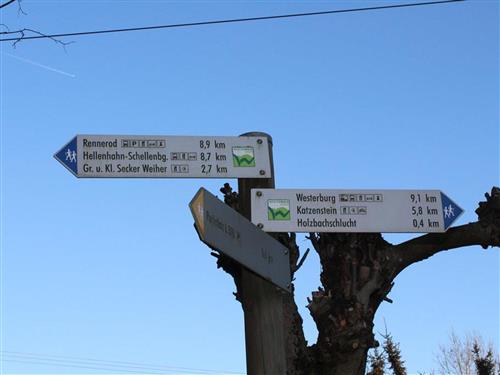 Rennerod 8,9 km
Hellenhahn-Schellenbg. 8,7 km
Gr. u. Kl. Secker Weiher 2,7 km
Westerburg 9,1 km
Katzenstein 5,8 km
Holzbachschlucht 0,4 km